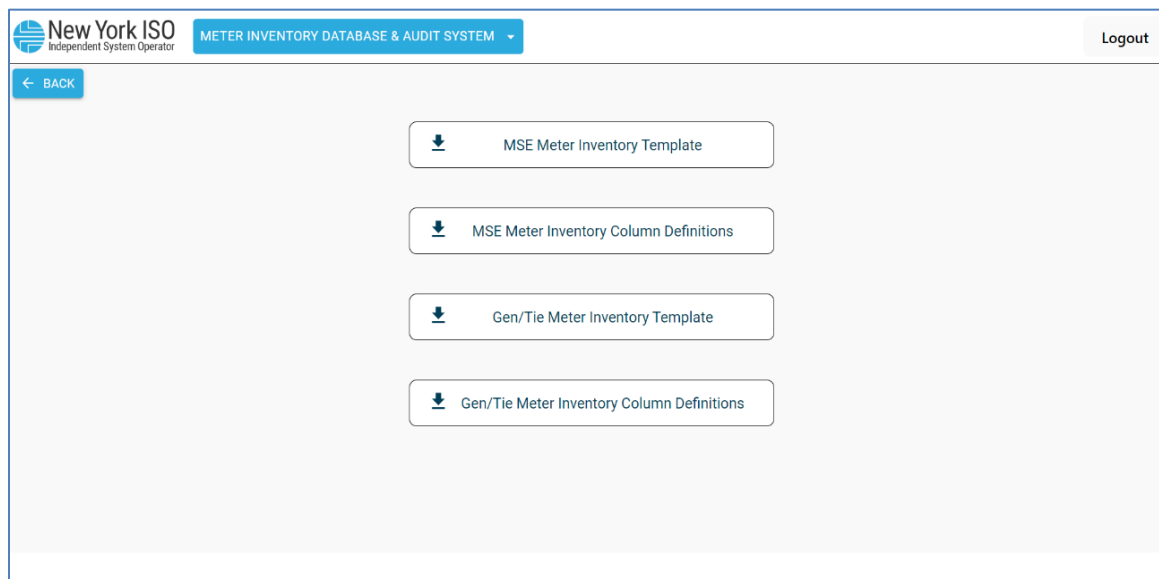 New York ISO
Independent System Operator
METER INVENTORY DATABASE & AUDIT SYSTEM
Logout
BACK
MSE Meter Inventory Template
MSE Meter Inventory Column Definitions
Gen/Tie Meter Inventory Template
Gen/Tie Meter Inventory Column Definitions